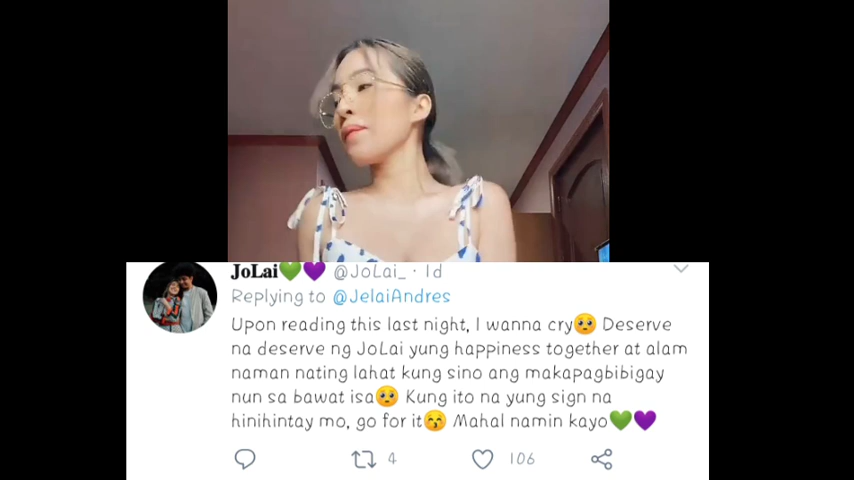 JoLai💚💜 @JoLai_ · 1d
Replying to @JelaiAndres
Upon reading this last night, I wanna cry🥺 Deserve
na deserve ng JoLai yung happiness together at alam
naman nating lahat kung sino ang makapagbibigay
nun sa bawat isa🥺 Kung ito na yung sign na
hinihintay mo, go for it😙 Mahal namin kayo💚💜
4 106